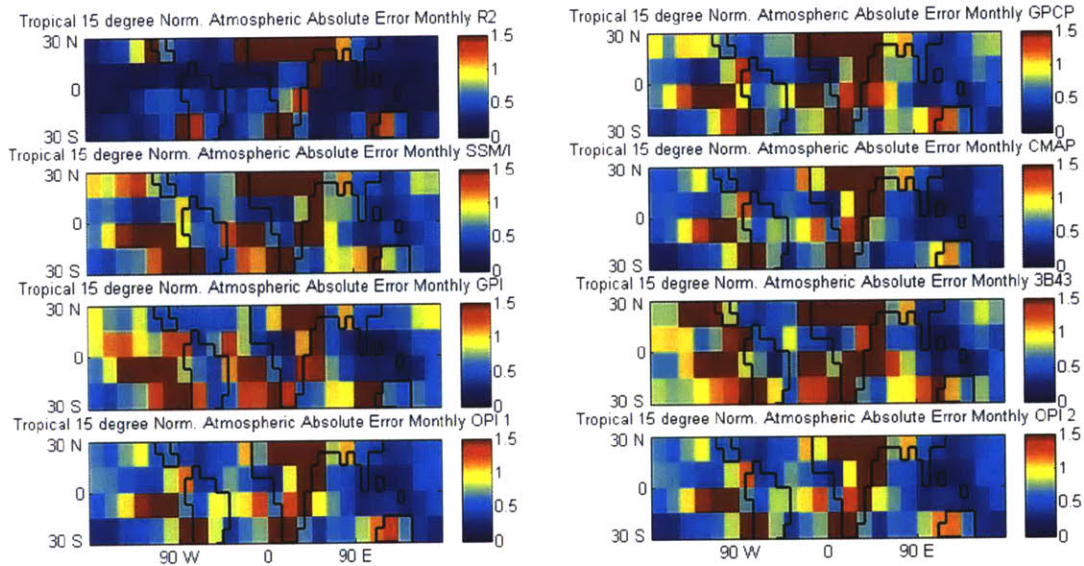 Tropical 15 degree Norm. Atmospheric Absolute Error Monthly R2
30 N
0
30 S
1.5
1
0.5
0
Tropical 15 degree Norm. Atmospheric Absolute Error Monthly SSM/I
30 N
0
30 S
1.5
1
0.5
0
Tropical 15 degree Norm. Atmospheric Absolute Error Monthly GPI
30 N
0
30 S
1.5
1
0.5
0
Tropical 15 degree Norm. Atmospheric Absolute Error Monthly OPI 1
30 N
0
30 S
1.5
1
0.5
0
90 W 0 90 E
Tropical 15 degree Norm. Atmospheric Absolute Error Monthly GPCP
30 N
0
30 S
1.5
1
0.5
0
Tropical 15 degree Norm. Atmospheric Absolute Error Monthly CMAP
30 N
0
30 S
1.5
1
0.5
0
Tropical 15 degree Norm. Atmospheric Absolute Error Monthly 3B43
30 N
0
30 S
1.5
1
0.5
0
Tropical 15 degree Norm. Atmospheric Absolute Error Monthly OPI 2
30 N
0
30 S
1.5
1
0.5
0
90 W 0 90 E